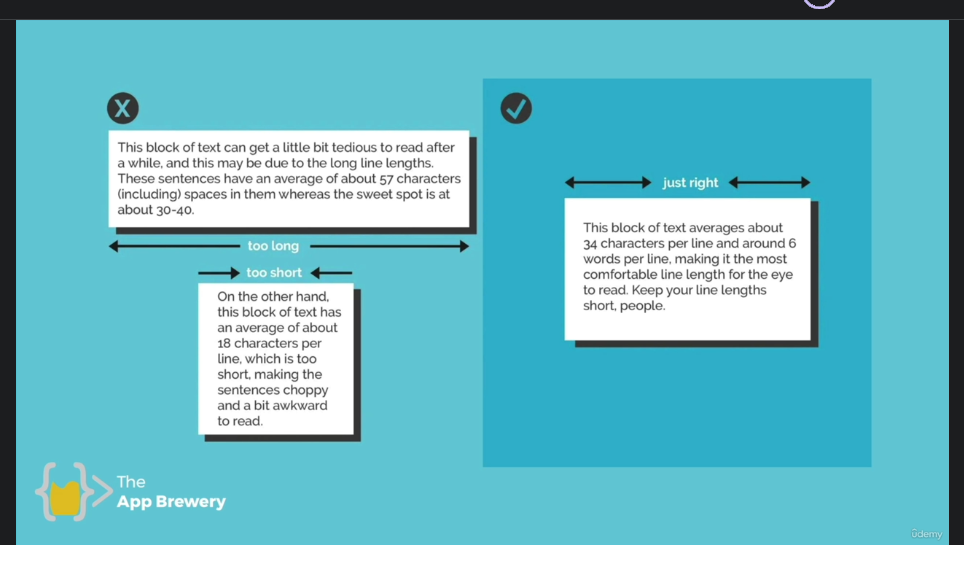 X
This block of text can get a little bit tedious to read after
a while, and this may be due to the long line lengths.
These sentences have an average of about 57 characters
(including) spaces in them whereas the sweet spot is at
about 30-40.
too long
too short
On the other hand,
this block of text has
an average of about
18 characters per
line, which is too
short, making the
sentences choppy
and a bit awkward
to read.
just right
This block of text averages about
34 characters per line and around 6
words per line, making it the most
comfortable line length for the eye
to read. Keep your line lengths
short, people.
The
App Brewery
ûdemy